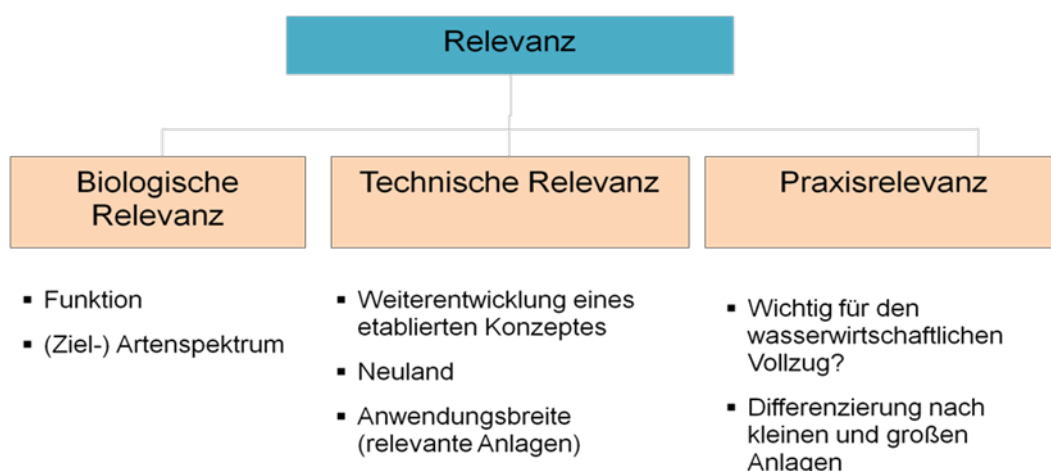 Relevanz
Biologische
Relevanz
▪ Funktion
▪ (Ziel-) Artenspektrum
Technische Relevanz
▪ Weiterentwicklung eines
etablierten Konzeptes
▪ Neuland
▪ Anwendungsbreite
(relevante Anlagen)
Praxisrelevanz
▪ Wichtig für den
wasserwirtschaftlichen
Vollzug?
▪ Differenzierung nach
kleinen und großen
Anlagen